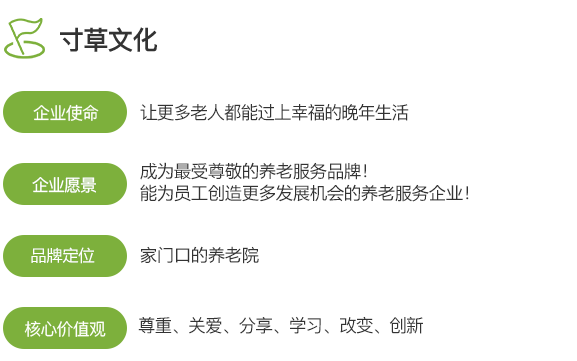 寸草文化
企业使命
让更多老人都能过上幸福的晚年生活
企业愿景
成为最受尊敬的养老服务品牌！
能为员工创造更多发展机会的养老服务企业！
品牌定位
家门口的养老院
核心价值观
尊重、关爱、分享、学习、改变、创新